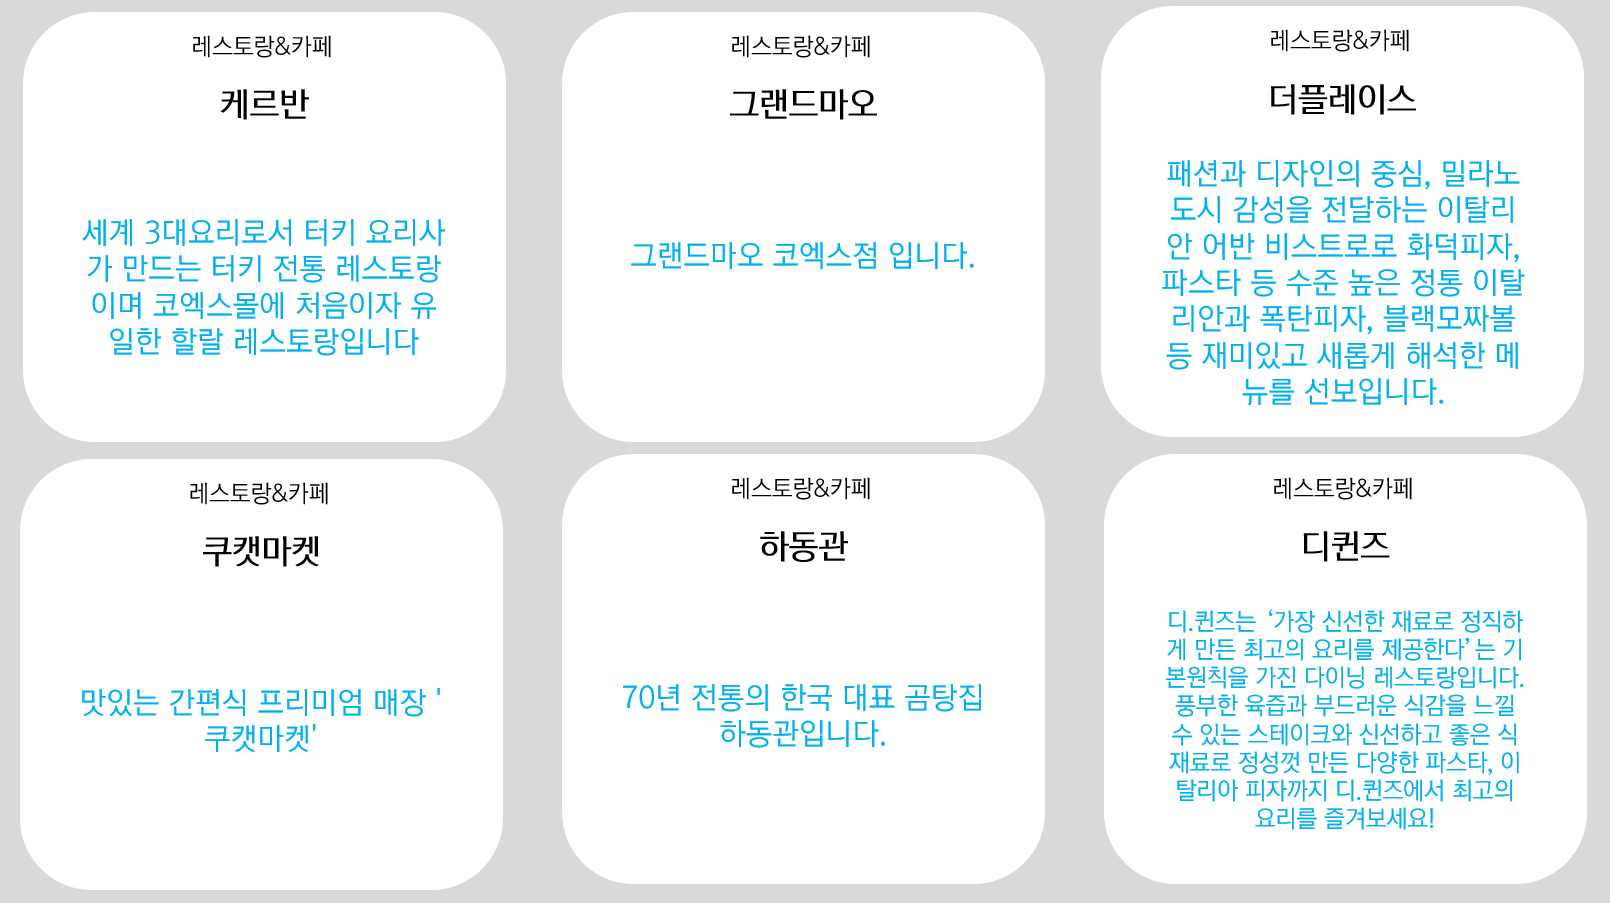 레스토랑&카페
케르반
세계 3대요리로서 터키 요리사
가 만드는 터키 전통 레스토랑
이며 코엑스몰에 처음이자 유
일한 할랄 레스토랑입니다
레스토랑&카페
그랜드마오
그랜드마오 코엑스점 입니다.
레스토랑&카페
더플레이스
패션과 디자인의 중심, 밀라노
도시 감성을 전달하는 이탈리
안 어반 비스트로로 화덕피자,
파스타 등 수준 높은 정통 이탈
리안과 폭탄피자, 블랙모짜볼
등 재미있고 새롭게 해석한 메
뉴를 선보입니다.
레스토랑&카페
쿠캣마켓
맛있는 간편식 프리미엄 매장 '
쿠캣마켓'
레스토랑&카페
하동관
70년 전통의 한국 대표 곰탕집
하동관입니다.
레스토랑&카페
디퀸즈
디.퀸즈는 ‘가장 신선한 재료로 정직하
게 만든 최고의 요리를 제공한다’는 기
본원칙을 가진 다이닝 레스토랑입니다.
풍부한 육즙과 부드러운 식감을 느낄
수 있는 스테이크와 신선하고 좋은 식
재료로 정성껏 만든 다양한 파스타, 이
탈리아 피자까지 디.퀸즈에서 최고의
요리를 즐겨보세요!